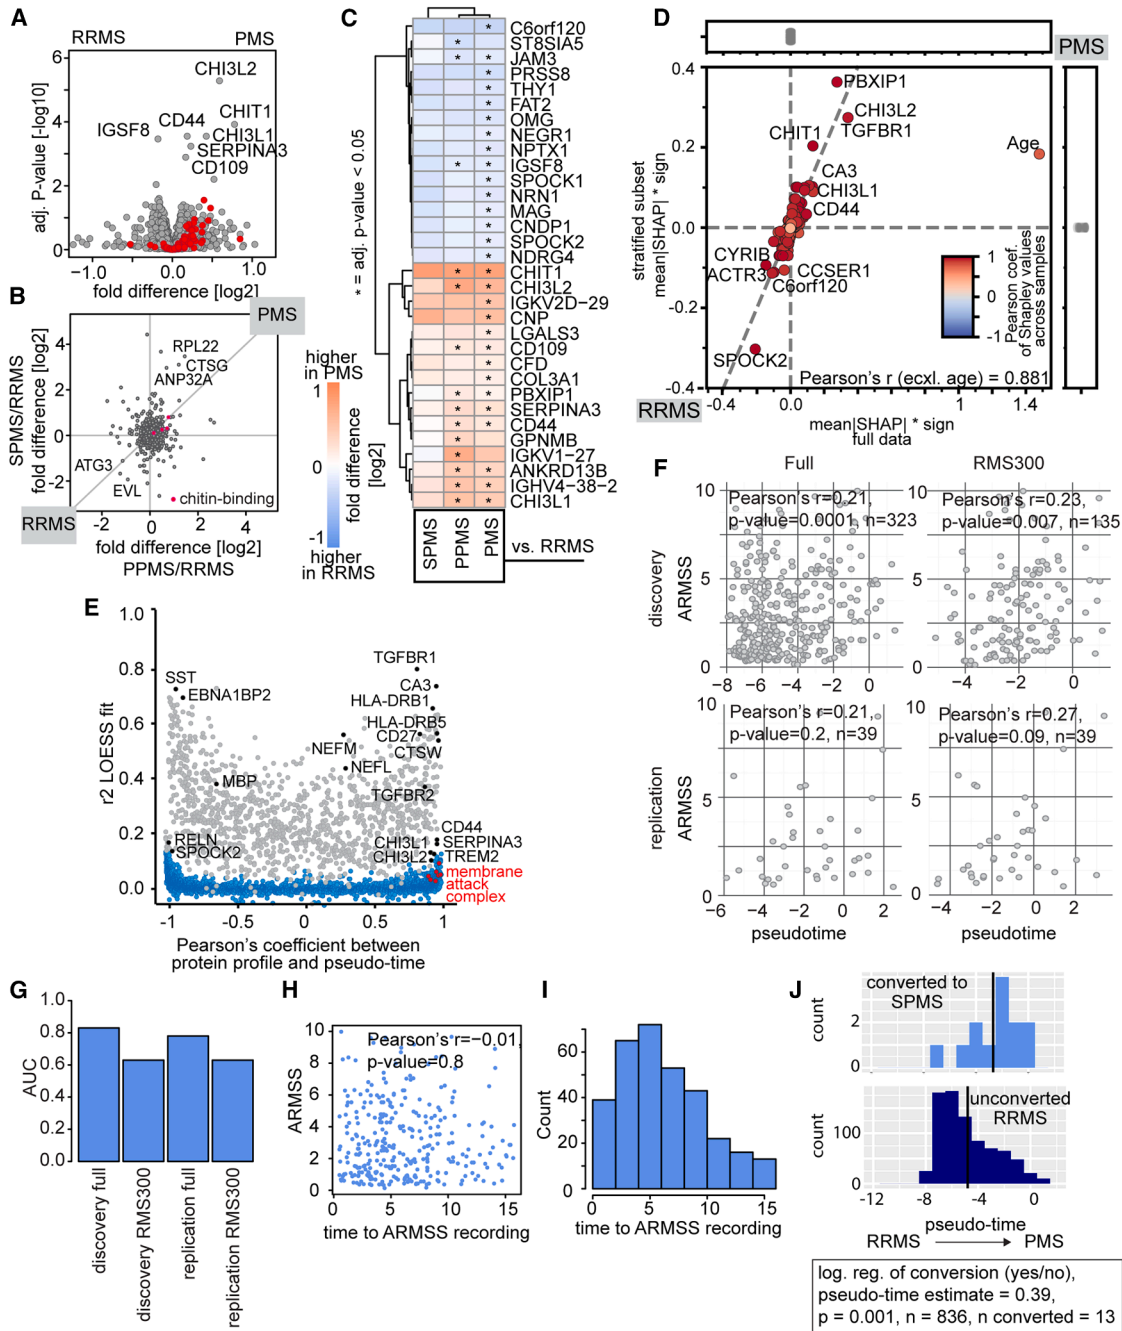 A
RRMS
PMS
CHI3L2
CHIT1
CD44
IGSF8
CHI3L1
SERPINA3
CD109
adj. P-value [-log10]
6
4
2
0
-1.0
0.0
1.0
fold difference [log2]
B
PMS
RPL22
CTSG
ANP32A
ATG3
EVL
chitin-binding
RRMS
SPMS/RRMS
fold difference [log2]
4
2
0
-2
-2
0
2
4
fold difference [log2]
PPMS/RRMS
higher
in PMS
1
0
-1
higher
in RRMS
fold difference
[log2]
C
* = adj. p-value < 0.05
C6orf120
ST8SIA5
JAM3
PRSS8
THY1
FAT2
OMG
NEGR1
NPTX1
IGSF8
SPOCK1
NRN1
MAG
CNDP1
SPOCK2
NDRG4
CHIT1
CHI3L2
IGKV2D-29
CNP
LGALS3
CD109
CFD
COL3A1
PBXIP1
SERPINA3
CD44
GPNMB
IGKV1-27
ANKRD13B
IGHV4-38-2
CHI3L1
SPMS
PPMS
PMS
vs. RRMS
D
PMS
0.4
0.2
0.0
-0.2
-0.4
stratified subset
mean|SHAP| * sign
PBXIP1
CHI3L2
TGFBR1
CHIT1
Age
CA3
CHI3L1
CD44
CYRIB
ACTR3
CCSER1
C6orf120
SPOCK2
1
0
-1
Pearson coef.
of Shapley values
across samples
Pearson's r (ecxl. age) = 0.881
RRMS
-0.4
0.0
1
1.4
mean|SHAP| * sign
full data
E
1.0
0.8
0.6
0.4
0.2
0.0
r2 LOESS fit
SST
EBNA1BP2
TGFBR1
CA3
HLA-DRB1
HLA-DRB5
CD27
CTSW
NEFM
NEFL
MBP
TGFBR2
RELN
SPOCK2
CD44
CHI3L1
SERPINA3
CHI3L2
TREM2
membrane
attack
complex
-1
-0.5
0
0.5
1
Pearson's coefficient between
protein profile and pseudo-time
F
Full
RMS300
10
5
0
discovery
ARMSS
Pearson's r=0.21,
p-value=0.0001, n=323
−8
−6
−4
−2
0
10
5
0
Pearson's r=0.23,
p-value=0.007, n=135
−4
−2
0
2
replication
ARMSS
10
5
0
Pearson's r=0.21,
p-value=0.2, n=39
−6
−4
−2
0
2
pseudotime
10
5
0
Pearson's r=0.27,
p-value=0.09, n=39
−4
−2
0
2
pseudotime
G
AUC
1.0
0.8
0.6
0.4
0.2
0.0
discovery full
discovery RMS300
replication full
replication RMS300
H
ARMSS
10
8
6
4
2
0
Pearson's r=−0.01,
p-value=0.8
0
5
10
15
time to ARMSS recording
I
Count
60
40
20
0
0
5
10
15
time to ARMSS recording
J
converted to
SPMS
count
2
0
unconverted
RRMS
count
100
0
-12
-8
-4
0
pseudo-time
RRMS
PMS
log. reg. of conversion (yes/no),
pseudo-time estimate = 0.39,
p = 0.001, n = 836, n converted = 13